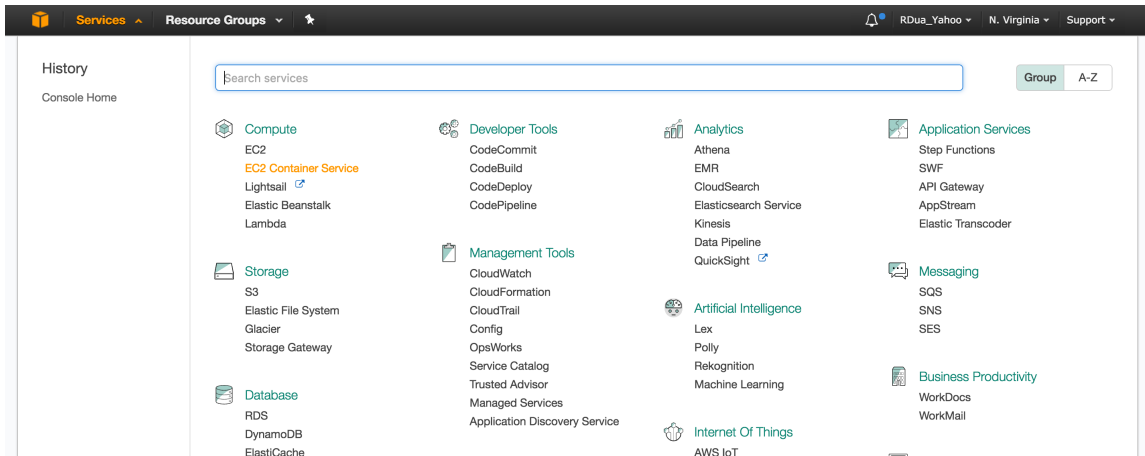 Services Resource Groups RDua_Yahoo N. Virginia Support
History
Console Home
Search services
Group A-Z
Compute
EC2
EC2 Container Service
Lightsail
Elastic Beanstalk
Lambda
Storage
S3
Elastic File System
Glacier
Storage Gateway
Database
RDS
DynamoDB
ElastiCache
Developer Tools
CodeCommit
CodeBuild
CodeDeploy
CodePipeline
Management Tools
CloudWatch
CloudFormation
CloudTrail
Config
OpsWorks
Service Catalog
Trusted Advisor
Managed Services
Application Discovery Service
Analytics
Athena
EMR
CloudSearch
Elasticsearch Service
Kinesis
Data Pipeline
QuickSight
Artificial Intelligence
Lex
Polly
Rekognition
Machine Learning
Internet Of Things
AWS IoT
Application Services
Step Functions
SWF
API Gateway
AppStream
Elastic Transcoder
Messaging
SQS
SNS
SES
Business Productivity
WorkDocs
WorkMail